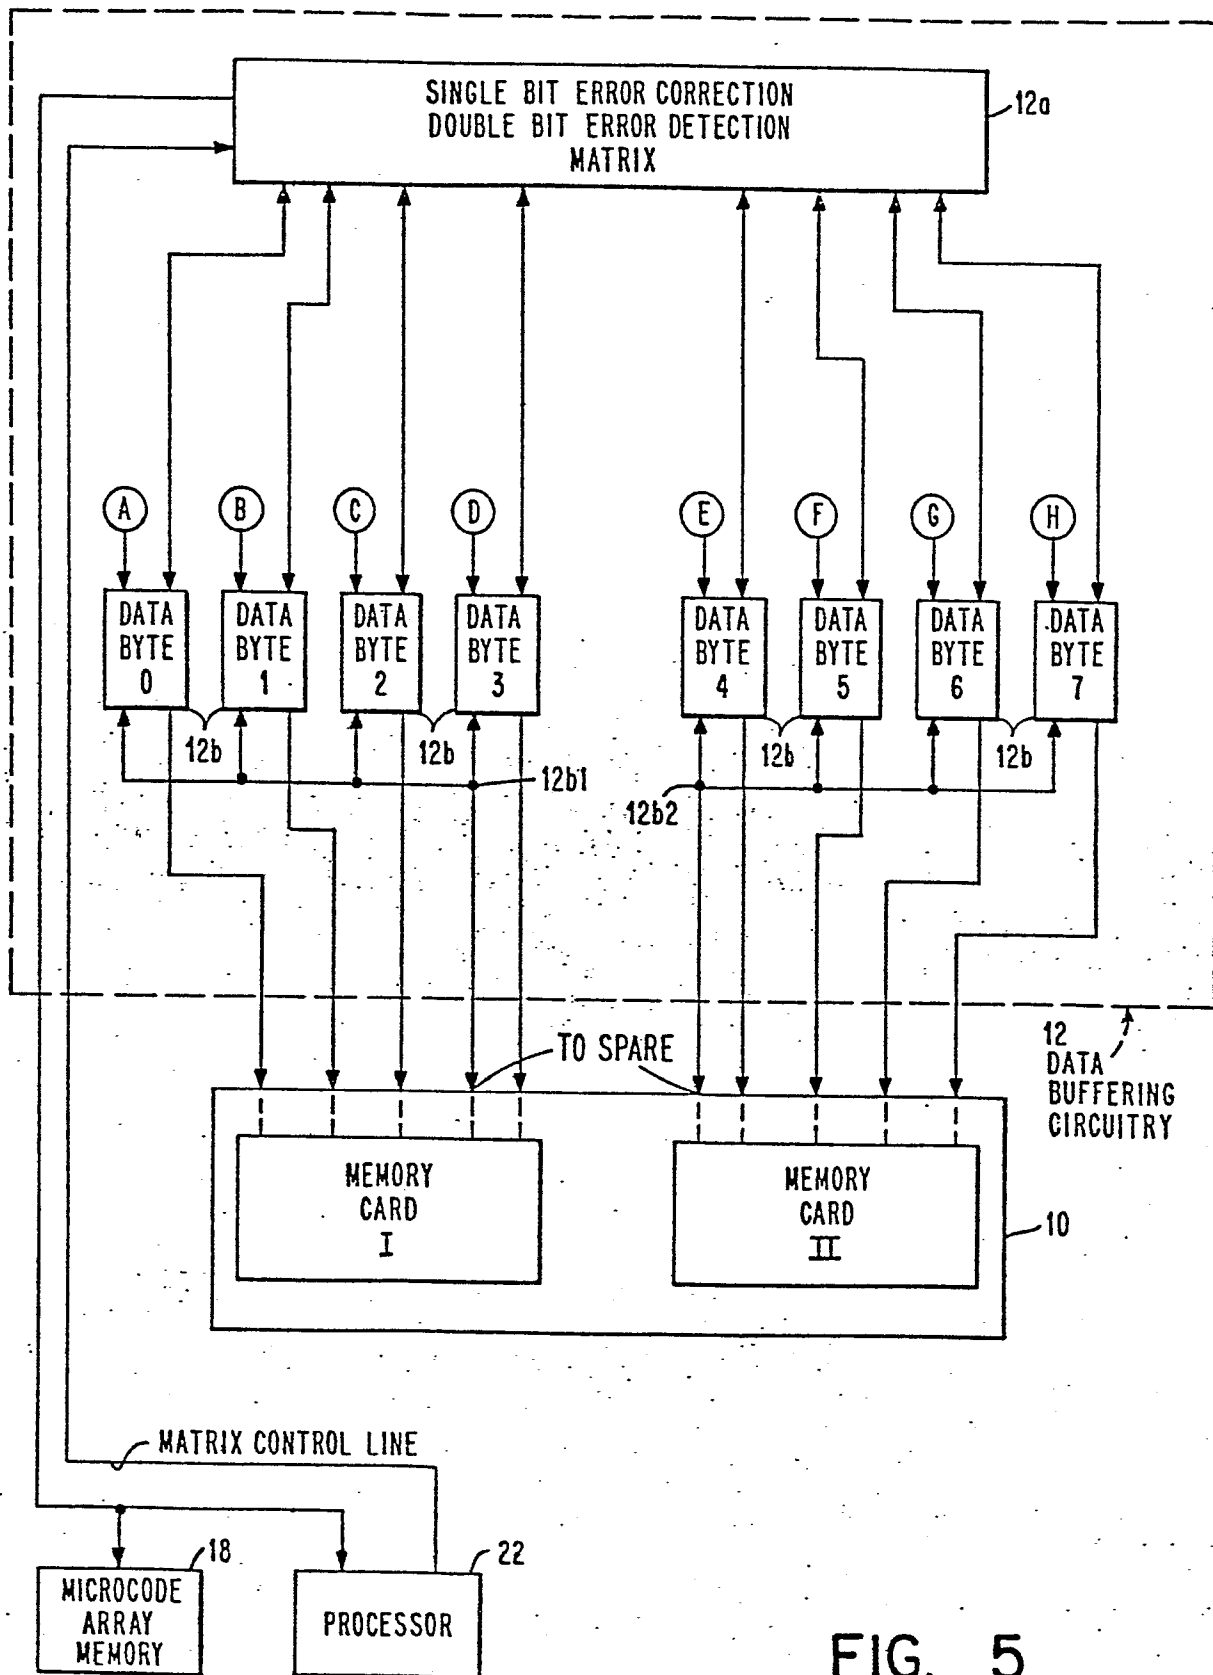 SINGLE BIT ERROR CORRECTION
DOUBLE BIT ERROR DETECTION
MATRIX
12a
A
B
C
D
E
F
G
H
DATA
BYTE
0
DATA
BYTE
1
DATA
BYTE
2
DATA
BYTE
3
DATA
BYTE
4
DATA
BYTE
5
DATA
BYTE
6
DATA
BYTE
7
12b
12b
12b
12b
12b1
12b2
TO SPARE
12
DATA
BUFFERING
CIRCUITRY
MEMORY
CARD
I
MEMORY
CARD
II
10
MATRIX CONTROL LINE
18
22
MICROCODE
ARRAY
MEMORY
PROCESSOR
FIG. 5